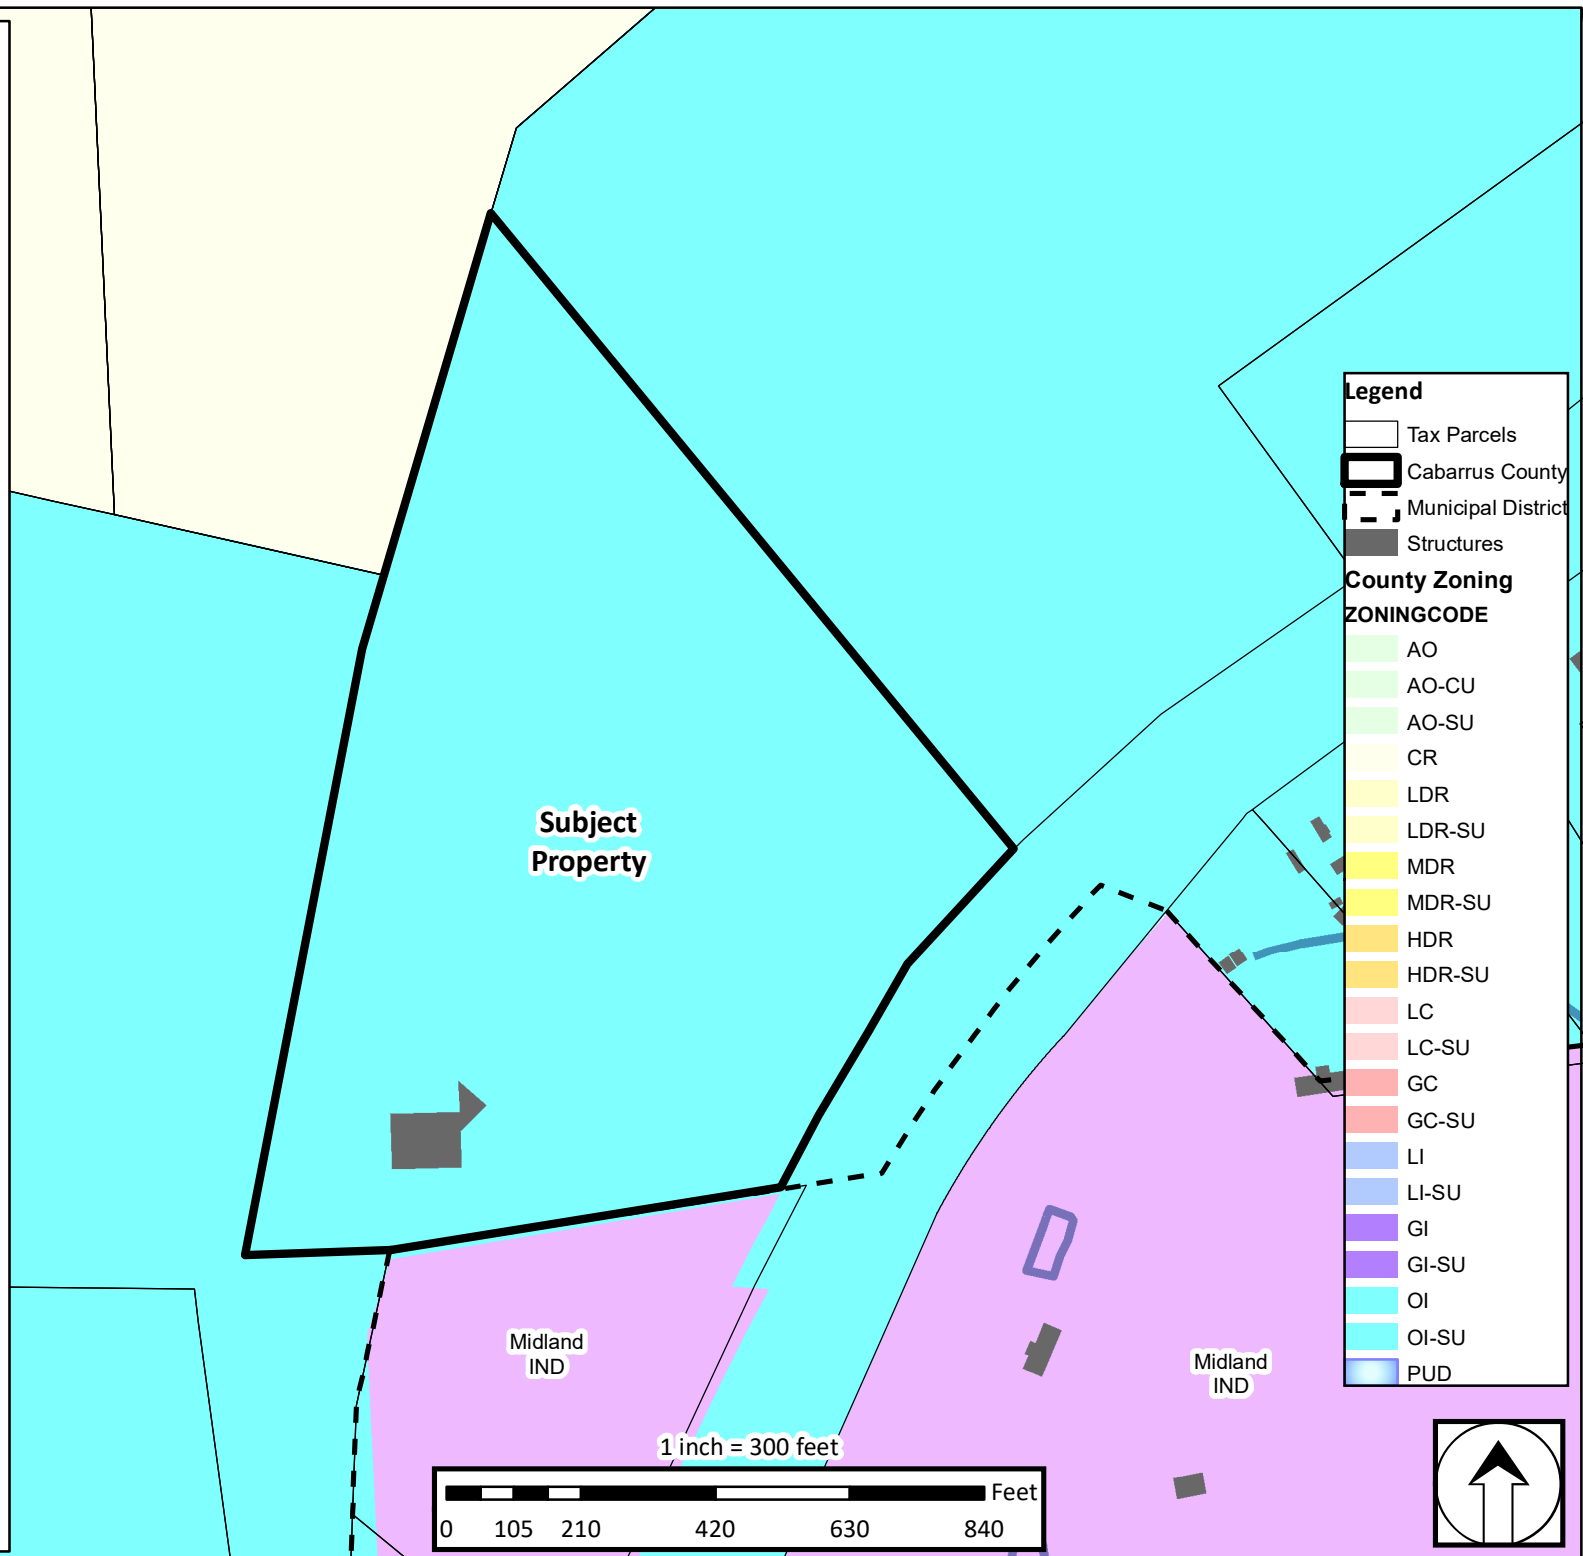 Subject
Property
Legend
Tax Parcels
Cabarrus County
Municipal District
Structures
County Zoning
ZONINGCODE
AO
AO-CU
AO-SU
CR
LDR
LDR-SU
MDR
MDR-SU
HDR
HDR-SU
LC
LC-SU
GC
GC-SU
LI
LI-SU
GI
GI-SU
OI
OI-SU
PUD
Midland
IND
Midland
IND
1 inch = 300 feet
Feet
0 105 210 420 630 840